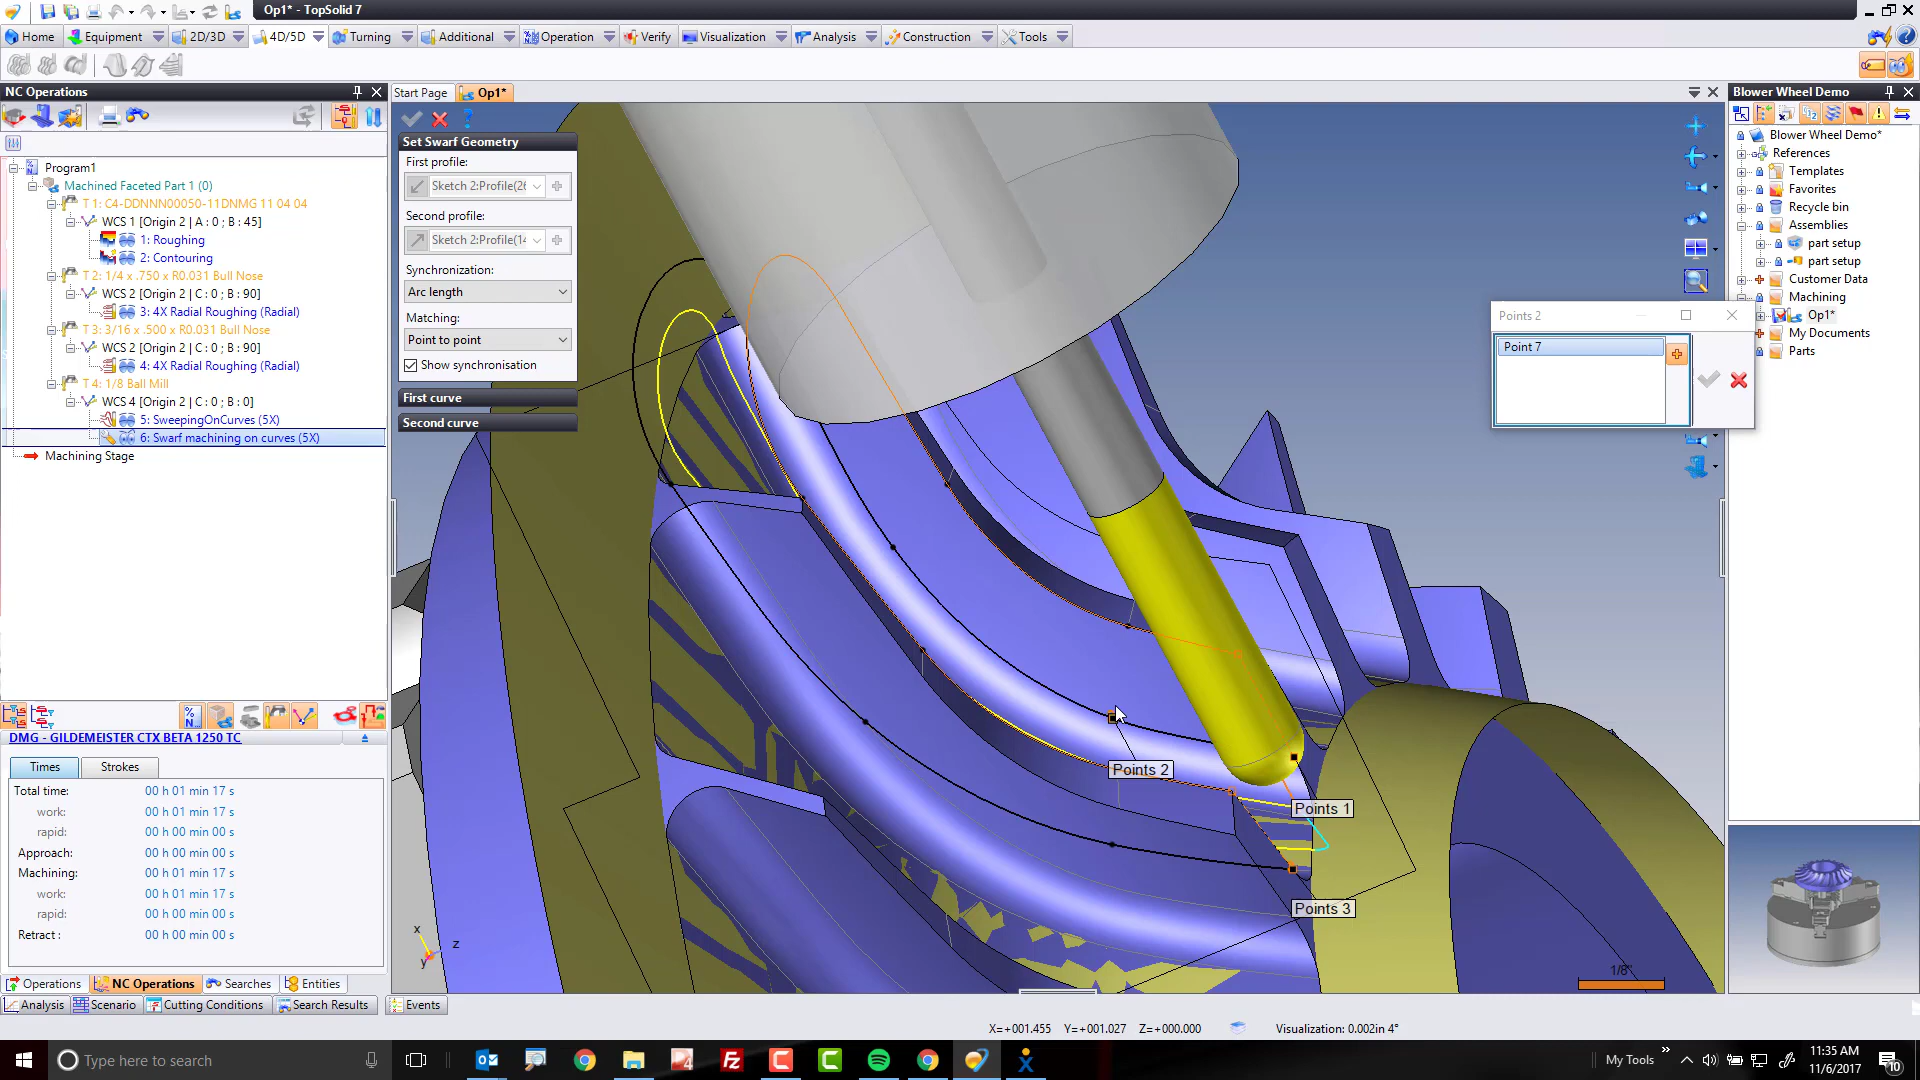 Op1* - TopSolid 7
Home
Equipment
2D/3D
4D/5D
Turning
Additional
Operation
Verify
Visualization
Analysis
Construction
Tools
NC Operations
Start Page
Op1*
Blower Wheel Demo
Program1
Machined Faceted Part 1 (0)
T 1: C4-DDNNN00050-11DNMG 11 04 04
WCS 1 [Origin 2 | A : 0 ; B : 45]
1: Roughing
2: Contouring
T 2: 1/4 x .750 x R0.031 Bull Nose
WCS 2 [Origin 2 | C : 0 ; B : 90]
3: 4X Radial Roughing (Radial)
T 3: 3/16 x .500 x R0.031 Bull Nose
WCS 2 [Origin 2 | C : 0 ; B : 90]
4: 4X Radial Roughing (Radial)
T 4: 1/8 Ball Mill
WCS 4 [Origin 2 | C : 0 ; B : 0]
5: SweepingOnCurves (5X)
6: Swarf machining on curves (5X)
Machining Stage
Set Swarf Geometry
First profile:
Sketch 2:Profile(26
Second profile:
Sketch 2:Profile(14
Synchronization:
Arc length
Matching:
Point to point
Show synchronisation
First curve
Second curve
Points 2
Point 7
Points 2
Points 1
Points 3
1/8"
x
z
y
Blower Wheel Demo*
References
Templates
Favorites
Recycle bin
Assemblies
part setup
part setup
Customer Data
Machining
Op1*
My Documents
Parts
DMG - GILDEMEISTER CTX BETA 1250 TC
Times
Strokes
Total time: 00 h 01 min 17 s
work: 00 h 01 min 17 s
rapid: 00 h 00 min 00 s
Approach: 00 h 00 min 00 s
Machining: 00 h 01 min 17 s
work: 00 h 01 min 17 s
rapid: 00 h 00 min 00 s
Retract : 00 h 00 min 00 s
Operations
NC Operations
Searches
Entities
Analysis
Scenario
Cutting Conditions
Search Results
Events
X=+001.455 Y=+001.027 Z=+000.000
Visualization: 0.002in 4°
Type here to search
My Tools
11:35 AM
11/6/2017
10